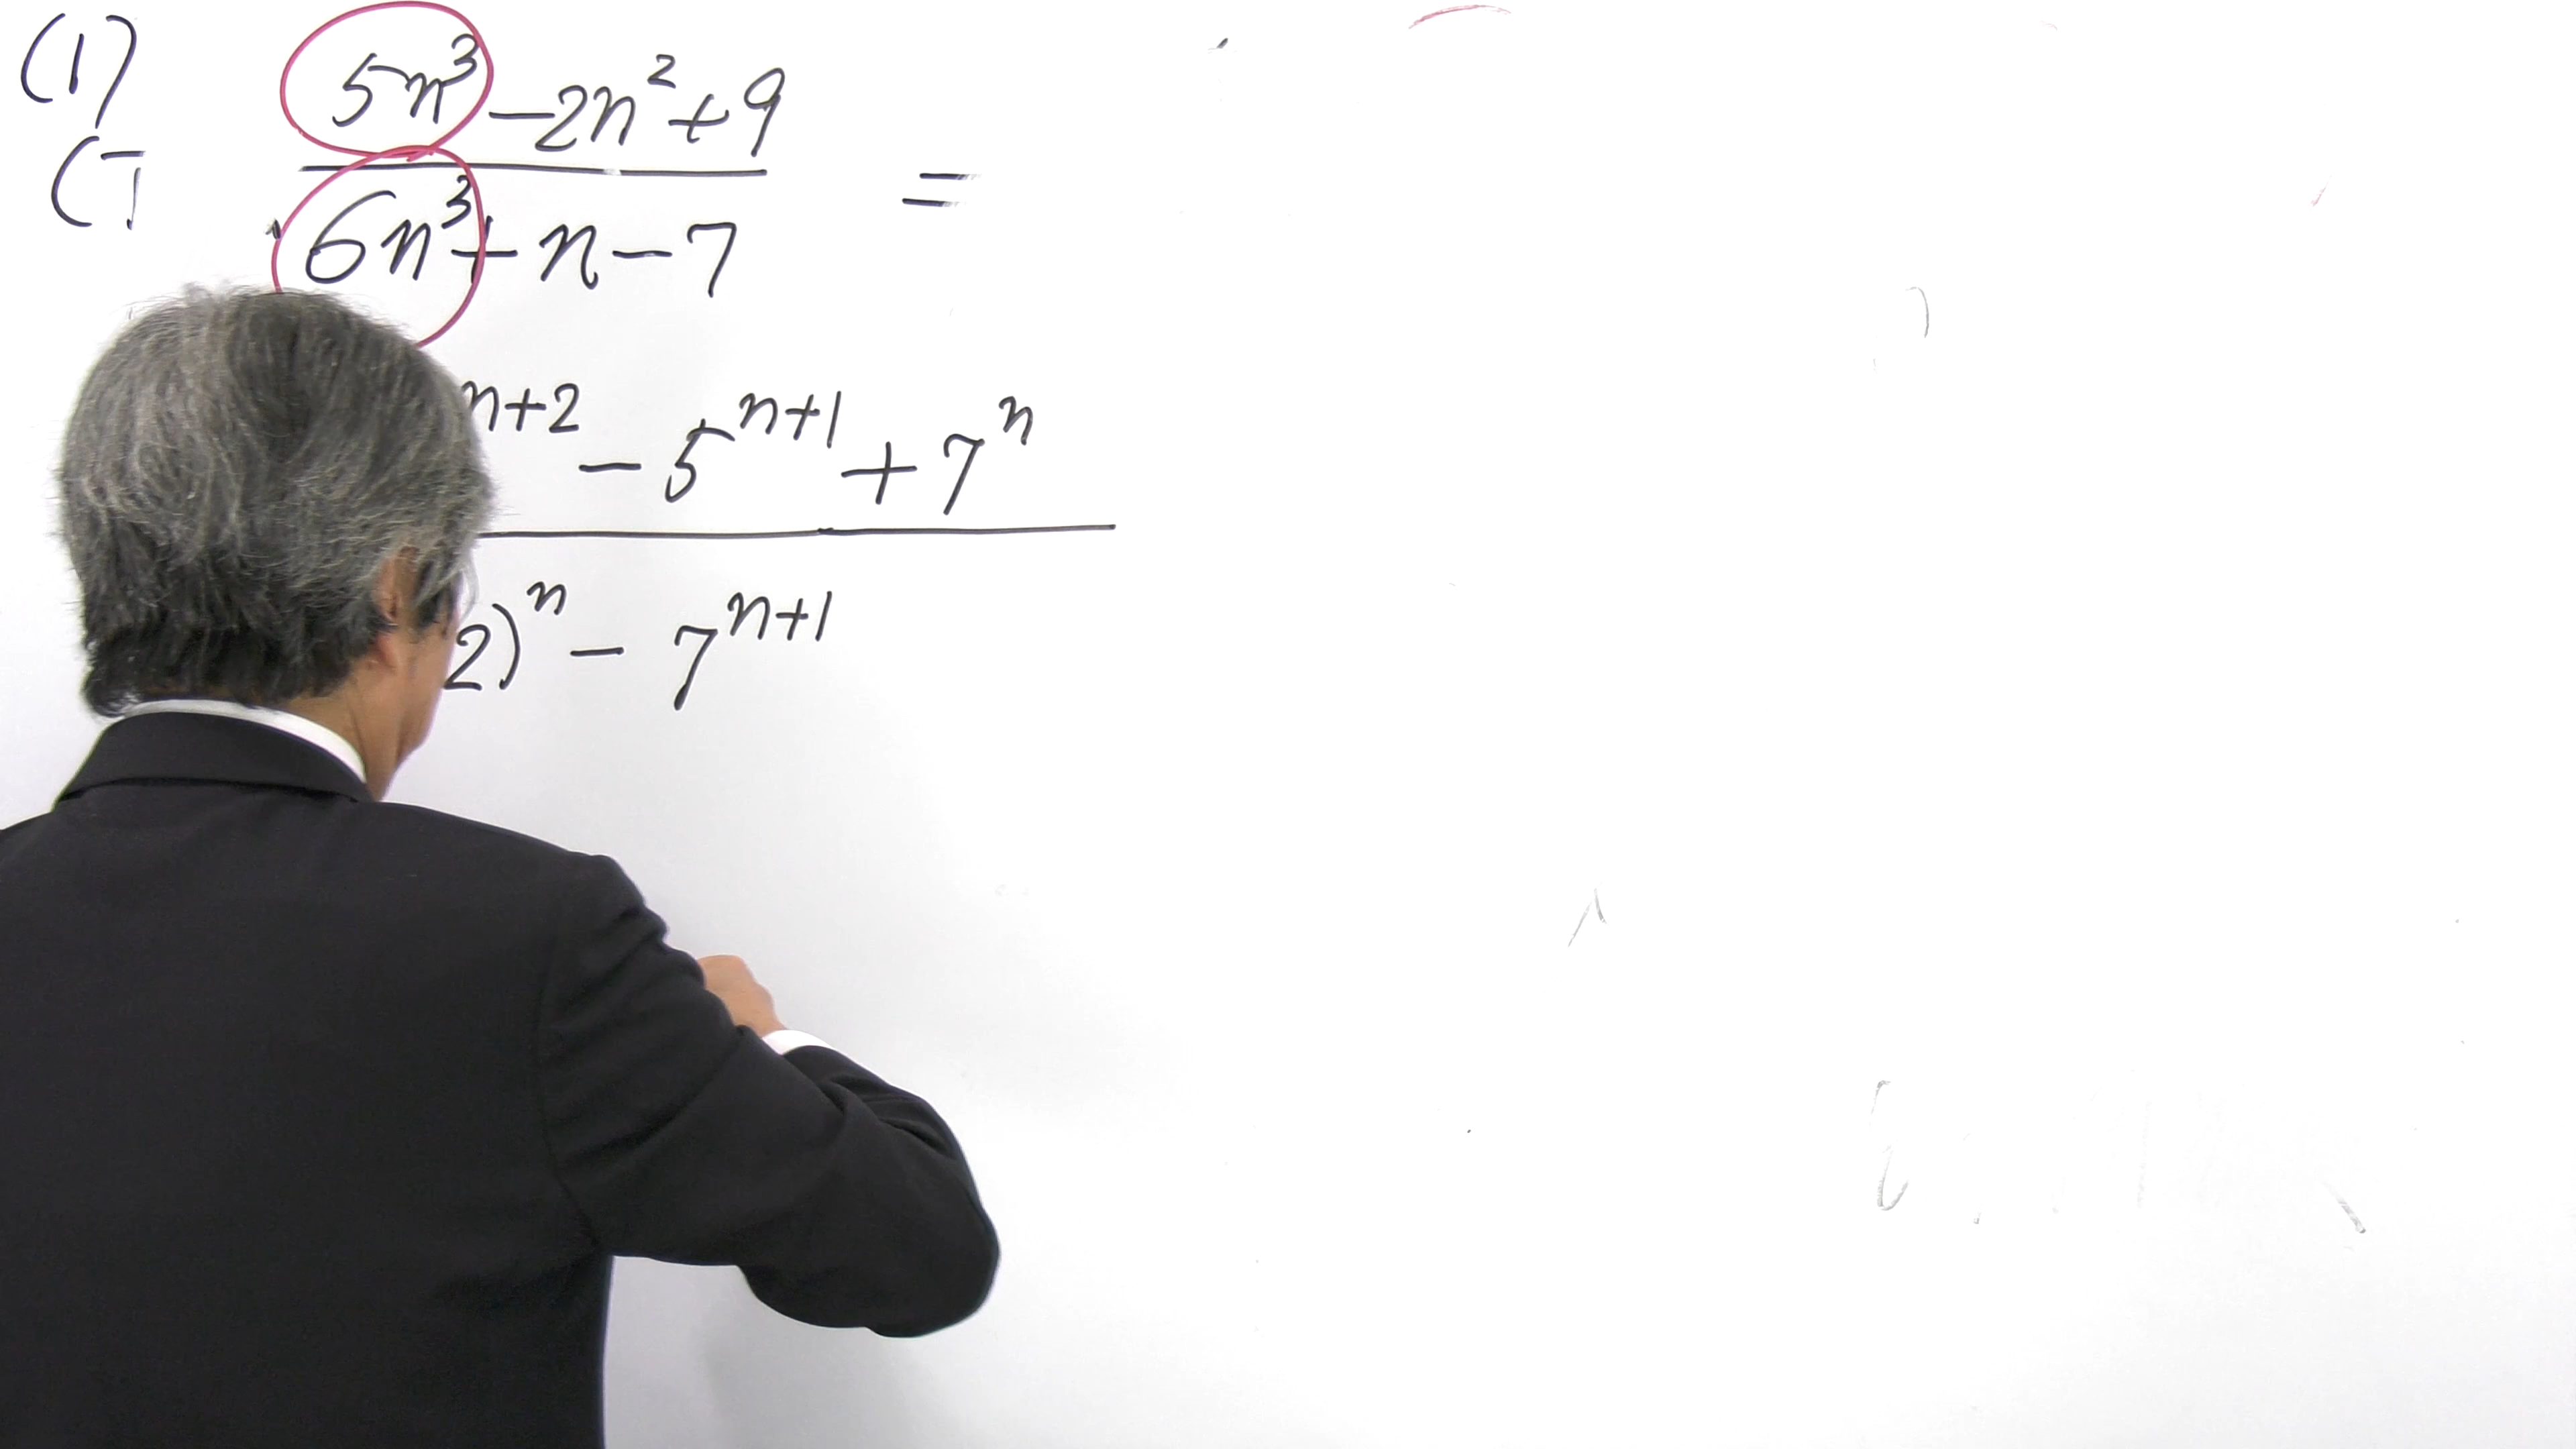 (1)
5n³ - 2n² + 9
6n³ + n - 7
=
n+2 - 5ⁿ⁺¹ + 7ⁿ
2)ⁿ - 7ⁿ⁺¹